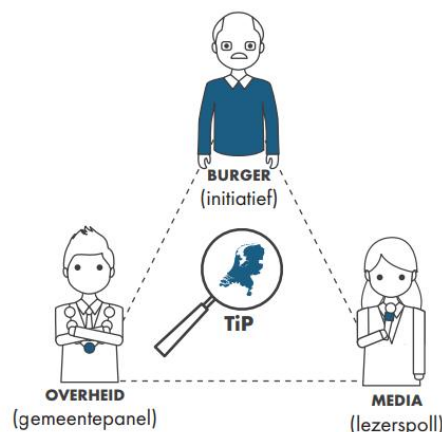 BURGER
(initiatief)
TiP
OVERHEID
(gemeentepanel)
MEDIA
(lezerspoll)